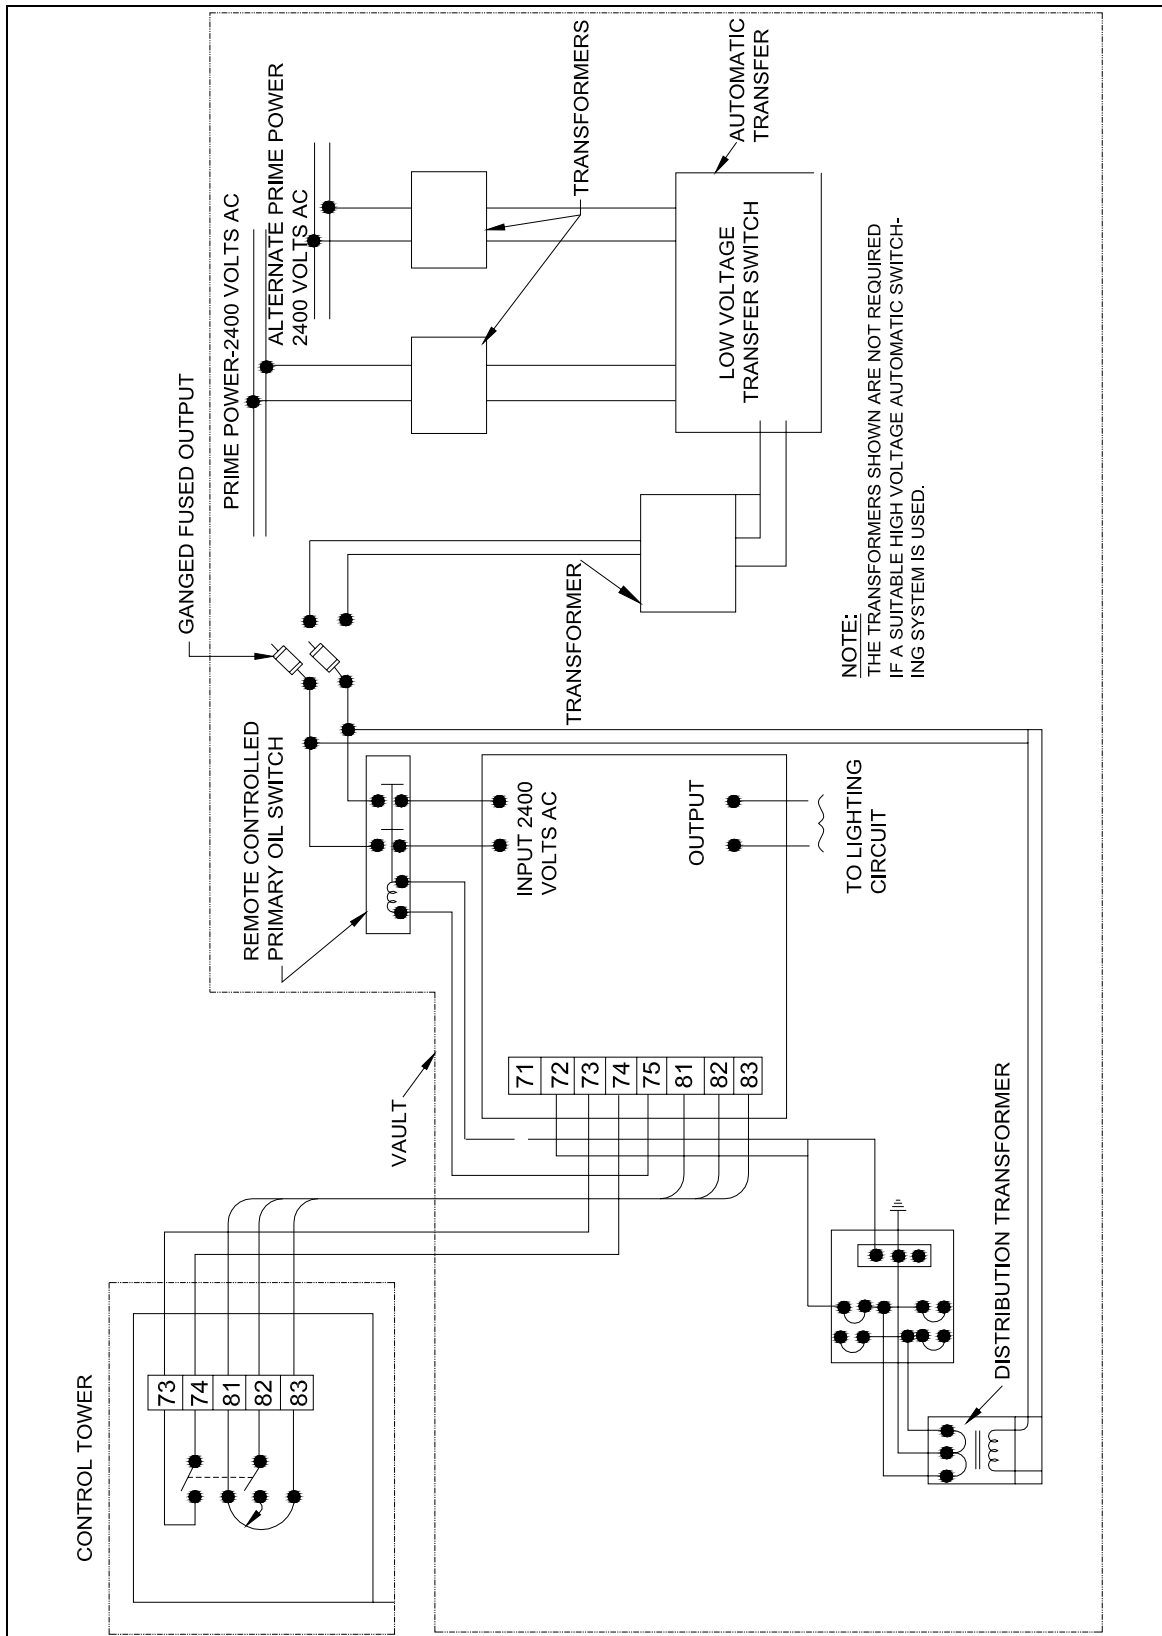 CONTROL TOWER
73
74
81
82
83
VAULT
REMOTE CONTROLLED
PRIMARY OIL SWITCH
GANGED FUSED OUTPUT
PRIME POWER-2400 VOLTS AC
ALTERNATE PRIME POWER
2400 VOLTS AC
TRANSFORMERS
AUTOMATIC
TRANSFER
LOW VOLTAGE
TRANSFER SWITCH
TRANSFORMER
INPUT 2400
VOLTS AC
OUTPUT
TO LIGHTING
CIRCUIT
71
72
73
74
75
81
82
83
DISTRIBUTION TRANSFORMER
NOTE:
THE TRANSFORMERS SHOWN ARE NOT REQUIRED
IF A SUITABLE HIGH VOLTAGE AUTOMATIC SWITCH-
ING SYSTEM IS USED.